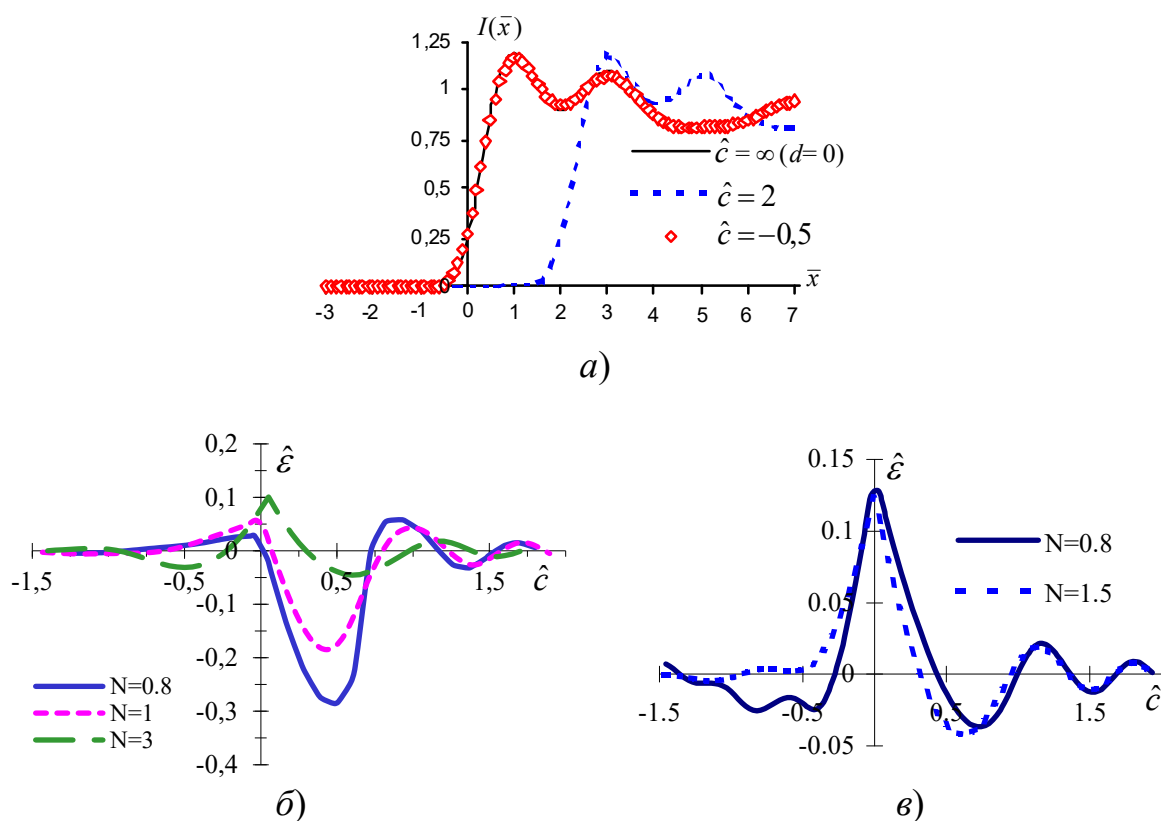 I(x̄)
1,25
1
0,75
0,5
0,25
0
ĉ = ∞ (d= 0)
ĉ = 2
ĉ = −0,5
x̄
-3 -2 -1 0 1 2 3 4 5 6 7
а)
0,2
0,1
0
-0,1
-0,2
-0,3
-0,4
ε̂
-1,5 -0,5 0,5 1,5 ĉ
N=0.8
N=1
N=3
б)
0.15
0.1
0.05
0
-0.05
ε̂
N=0.8
N=1.5
-1.5 -0.5 0.5 1.5 ĉ
в)